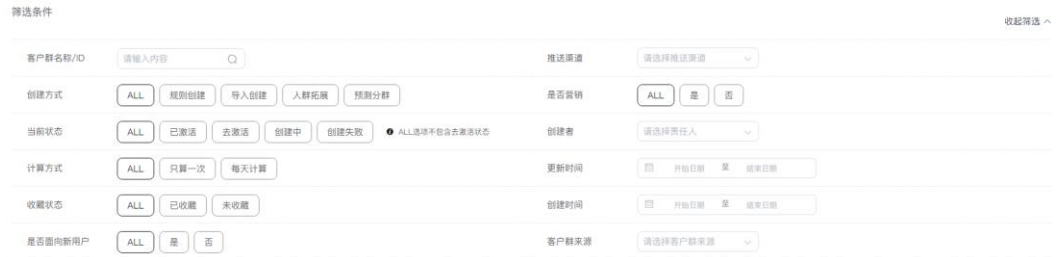 筛选条件
收起筛选
客户群名称/ID 请输入内容 推送渠道 请选择推送渠道
创建方式 ALL 规则创建 导入创建 人群拓展 预测分群 是否营销 ALL 是 否
当前状态 ALL 已激活 去激活 创建中 创建失败 ALL选项不包含去激活状态 创建者 请选择责任人
计算方式 ALL 只算一次 每天计算 更新时间 开始日期 至 结束日期
收藏状态 ALL 已收藏 未收藏 创建时间 开始日期 至 结束日期
是否面向新用户 ALL 是 否 客户群来源 请选择客户群来源